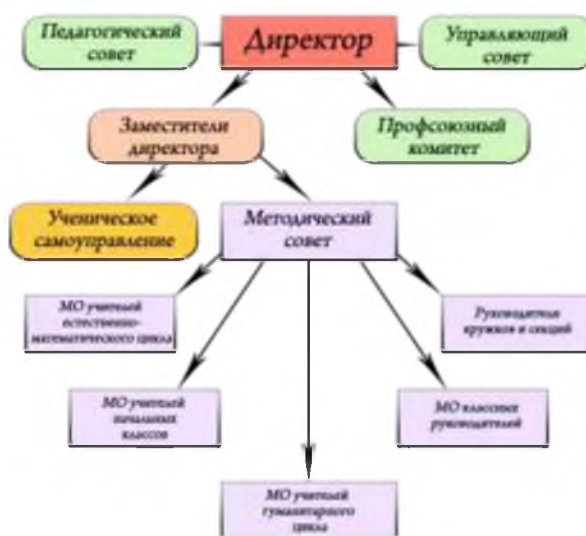 Педагогический
совет
Директор
Управляющий
совет
Заместители
директора
Профсоюзный
комитет
Ученическое
самоуправление
Методический
совет
МО учителей
естественно-
математического цикла
Руководители
кружков и секций
МО учителей
начальных
классов
МО классных
руководителей
МО учителей
гуманитарного
цикла